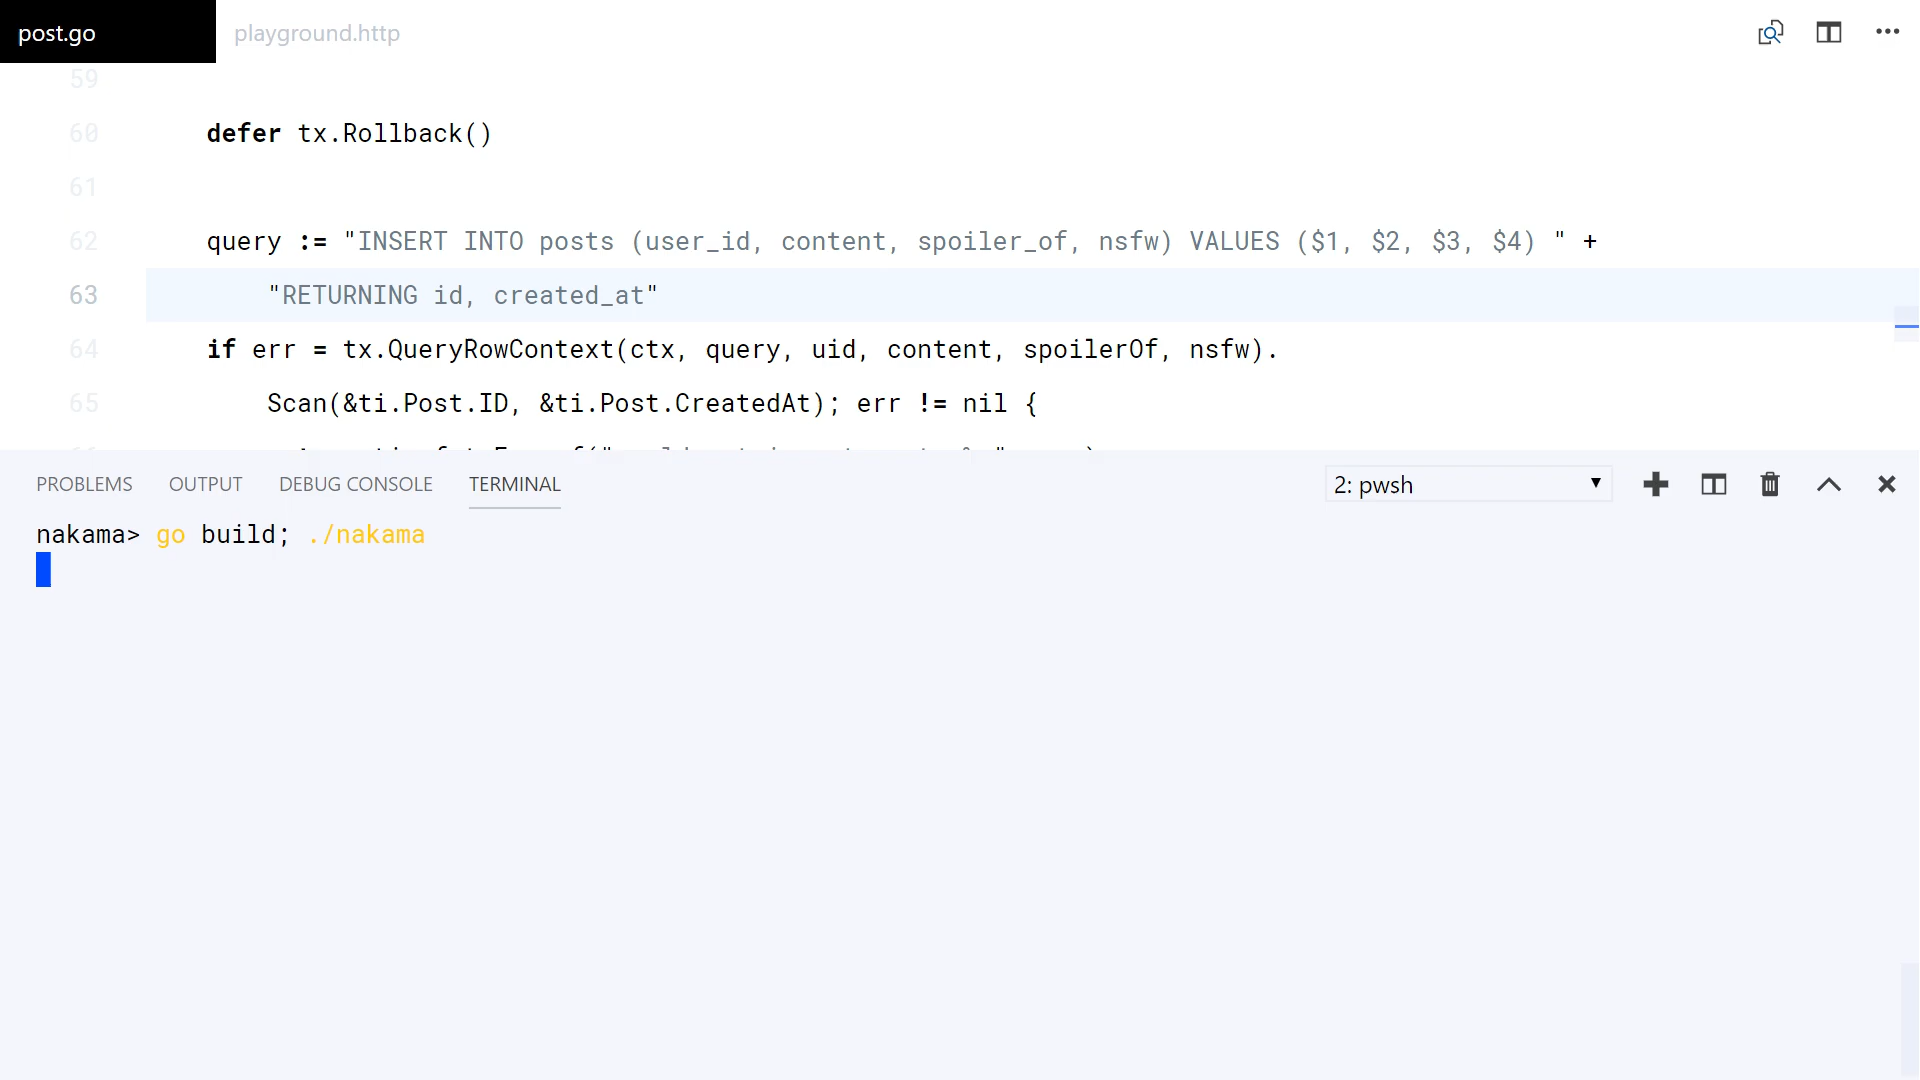 post.go playground.http
59
60 defer tx.Rollback()
61
62 query := "INSERT INTO posts (user_id, content, spoiler_of, nsfw) VALUES ($1, $2, $3, $4) " +
63 "RETURNING id, created_at"
64 if err = tx.QueryRowContext(ctx, query, uid, content, spoilerOf, nsfw).
65 Scan(&ti.Post.ID, &ti.Post.CreatedAt); err != nil {
PROBLEMS OUTPUT DEBUG CONSOLE TERMINAL 2: pwsh
nakama> go build; ./nakama